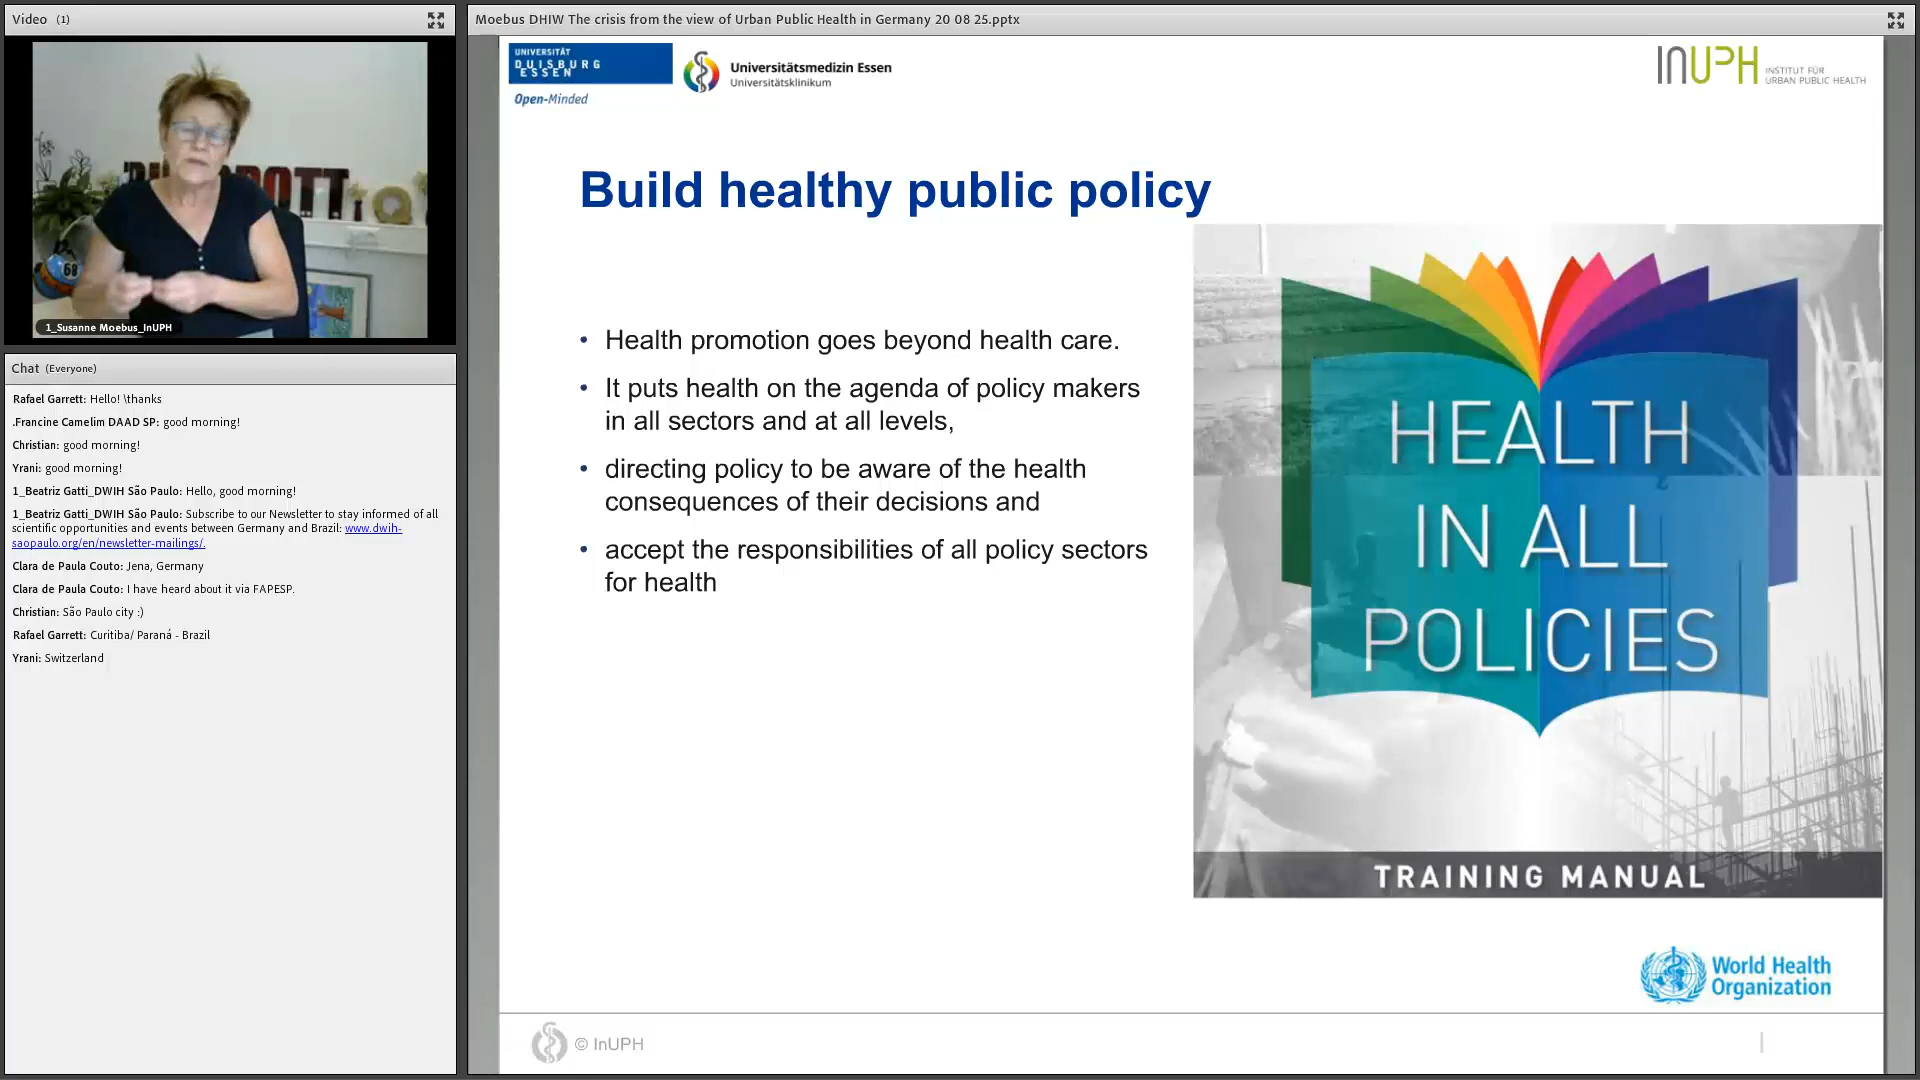 Video (1)
68
1_Susanne Moebus_InUPH
Chat (Everyone)
Rafael Garrett: Hello! \thanks
.Francine Camelim DAAD SP: good morning!
Christian: good morning!
Yrani: good morning!
1_Beatriz Gatti_DWIH São Paulo: Hello, good morning!
1_Beatriz Gatti_DWIH São Paulo: Subscribe to our Newsletter to stay informed of all
scientific opportunities and events between Germany and Brazil: www.dwih-
saopaulo.org/en/newsletter-mailings/.
Clara de Paula Couto: Jena, Germany
Clara de Paula Couto: I have heard about it via FAPESP.
Christian: São Paulo city :)
Rafael Garrett: Curitiba/ Paraná - Brazil
Yrani: Switzerland
Moebus DHIW The crisis from the view of Urban Public Health in Germany 20 08 25.pptx
UNIVERSITÄT
DUISBURG
ESSEN
Open-Minded
Universitätsmedizin Essen
Universitätsklinikum
INUPH
INSTITUT FÜR
URBAN PUBLIC HEALTH
Build healthy public policy
• Health promotion goes beyond health care.
• It puts health on the agenda of policy makers
in all sectors and at all levels,
• directing policy to be aware of the health
consequences of their decisions and
• accept the responsibilities of all policy sectors
for health
HEALTH
IN ALL
POLICIES
TRAINING MANUAL
World Health
Organization
© InUPH